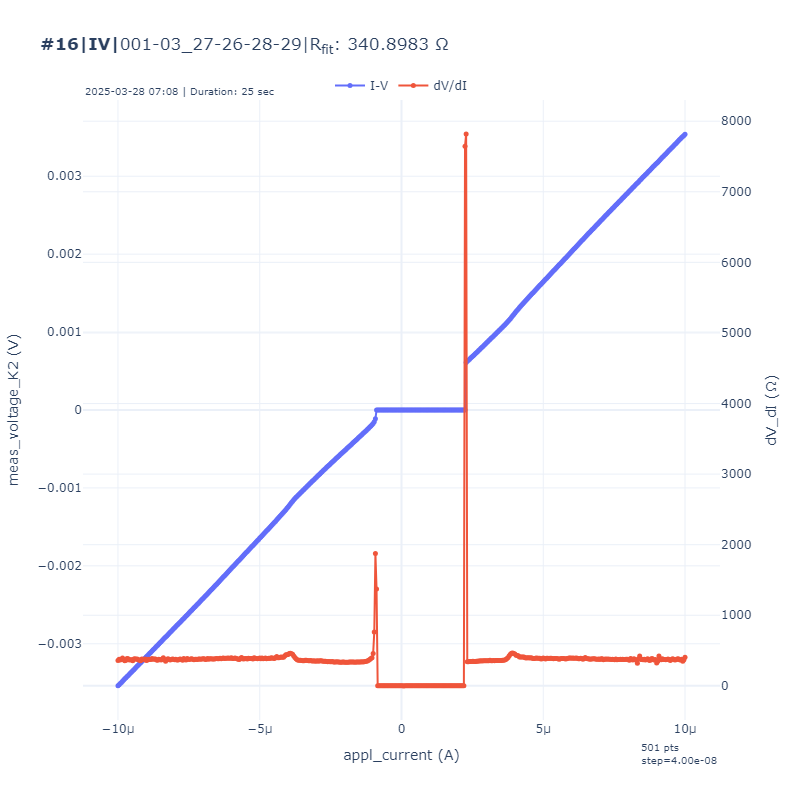 #16|IV|001-03_27-26-28-29|Rfit: 340.8983 Ω
2025-03-28 07:08 | Duration: 25 sec
I-V
dV/dI
0.003
0.002
0.001
0
−0.001
−0.002
−0.003
meas_voltage_K2 (V)
8000
7000
6000
5000
4000
3000
2000
1000
0
dV_dI (Ω)
−10μ
−5μ
0
5μ
10μ
appl_current (A)
501 pts
step=4.00e-08